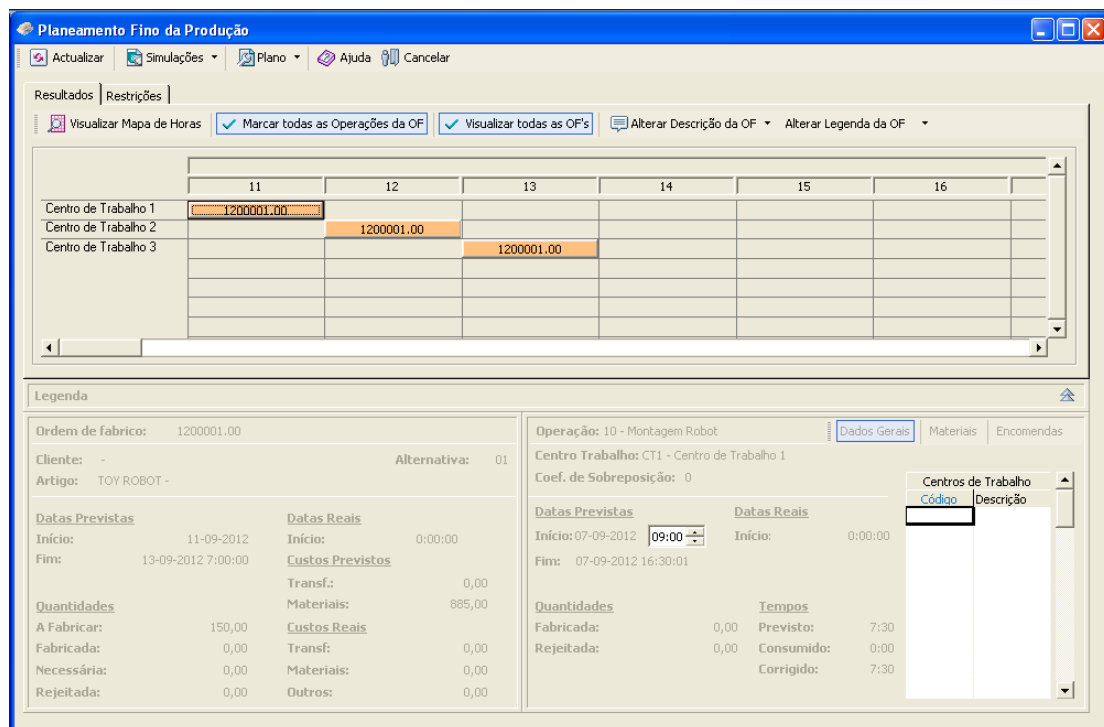 Planeamento Fino da Produção
Actualizar Simulações Plano Ajuda Cancelar
Resultados Restrições
Visualizar Mapa de Horas Marcar todas as Operações da OF Visualizar todas as OF's Alterar Descrição da OF Alterar Legenda da OF
11 12 13 14 15 16
Centro de Trabalho 1 1200001.00
Centro de Trabalho 2 1200001.00
Centro de Trabalho 3 1200001.00
Legenda
Ordem de fabrico: 1200001.00
Cliente: - Alternativa: 01
Artigo: TOY ROBOT -
Datas Previstas Datas Reais
Início: 11-09-2012 Início: 0:00:00
Fim: 13-09-2012 7:00:00 Custos Previstos
Transf.: 0,00
Quantidades Materiais: 885,00
A Fabricar: 150,00 Custos Reais
Fabricada: 0,00 Transf: 0,00
Necessária: 0,00 Materiais: 0,00
Rejeitada: 0,00 Outros: 0,00
Operação: 10 - Montagem Robot Dados Gerais Materiais Encomendas
Centro Trabalho: CT1 - Centro de Trabalho 1
Coef. de Sobreposição: 0
Datas Previstas Datas Reais
Início: 07-09-2012 09:00 Início: 0:00:00
Fim: 07-09-2012 16:30:01
Quantidades Tempos
Fabricada: 0,00 Previsto: 7:30
Rejeitada: 0,00 Consumido: 0:00
Corrigido: 7:30
Centros de Trabalho
Código Descrição